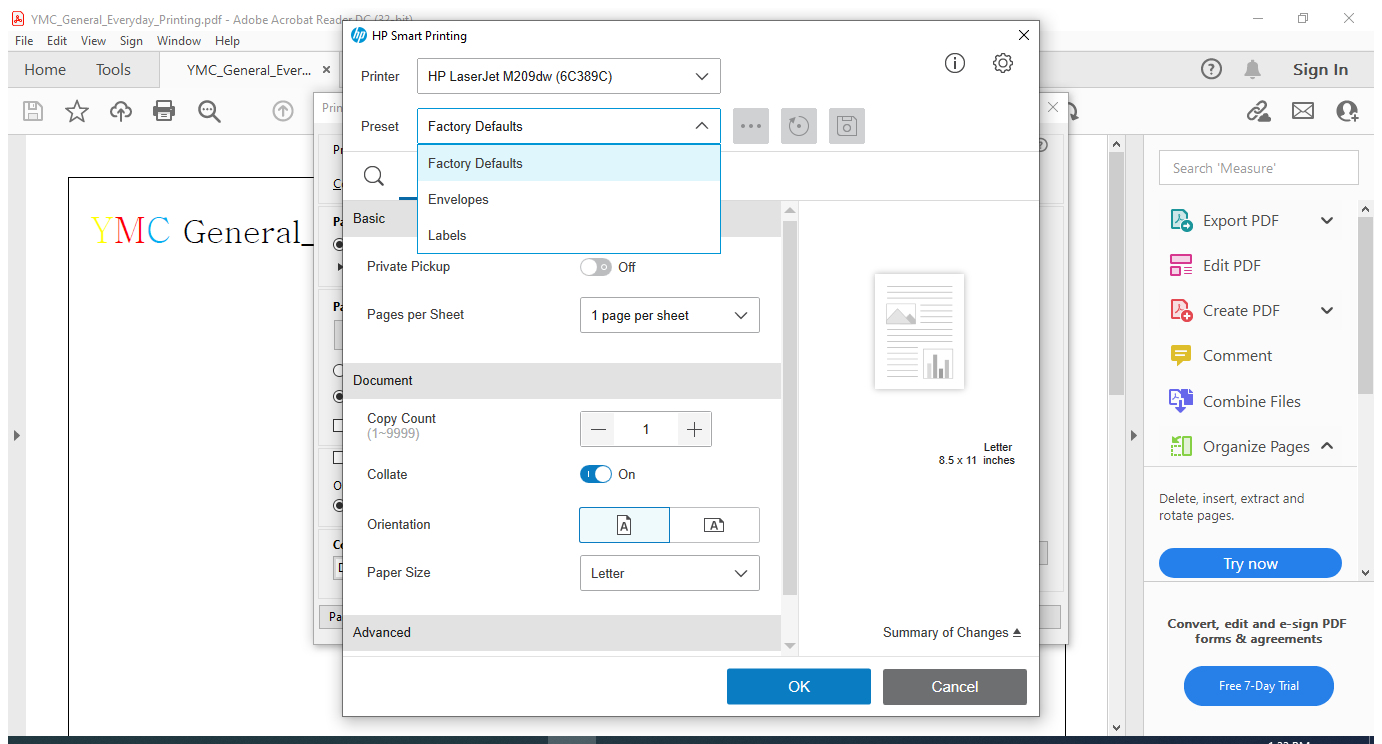 YMC_General_Everyday_Printing.pdf - Adobe Acrobat Reader DC (32-bit)
File Edit View Sign Window Help
Home Tools YMC_General_Ever... × Sign In
HP Smart Printing
Printer HP LaserJet M209dw (6C389C)
Preset Factory Defaults
Factory Defaults
Envelopes
Labels
Basic
Private Pickup Off
Pages per Sheet 1 page per sheet
Document
Copy Count
(1~9999)
1
Collate On
Orientation
Paper Size Letter
Advanced
Letter
8.5 x 11 inches
Summary of Changes
OK Cancel
YMC General_
Search 'Measure'
Export PDF
Edit PDF
Create PDF
Comment
Combine Files
Organize Pages
Delete, insert, extract and
rotate pages.
Try now
Convert, edit and e-sign PDF
forms & agreements
Free 7-Day Trial